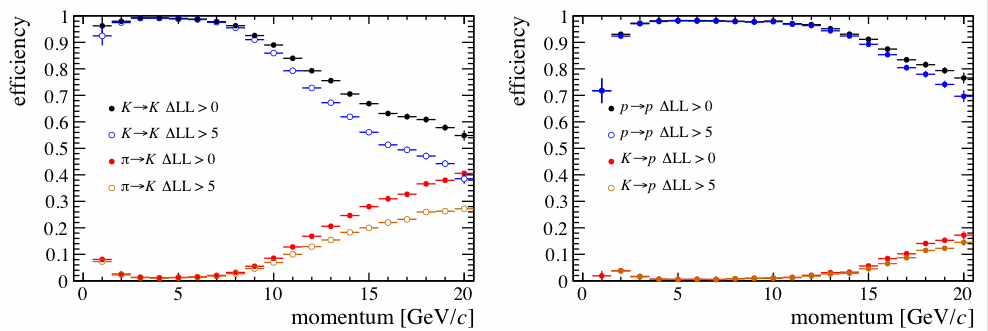 efficiency
1
0.9
0.8
0.7
0.6
0.5
0.4
0.3
0.2
0.1
0
K→K ΔLL > 0
K→K ΔLL > 5
π→K ΔLL > 0
π→K ΔLL > 5
0 5 10 15 20
momentum [GeV/c]
efficiency
1
0.9
0.8
0.7
0.6
0.5
0.4
0.3
0.2
0.1
0
p→p ΔLL > 0
p→p ΔLL > 5
K→p ΔLL > 0
K→p ΔLL > 5
0 5 10 15 20
momentum [GeV/c]